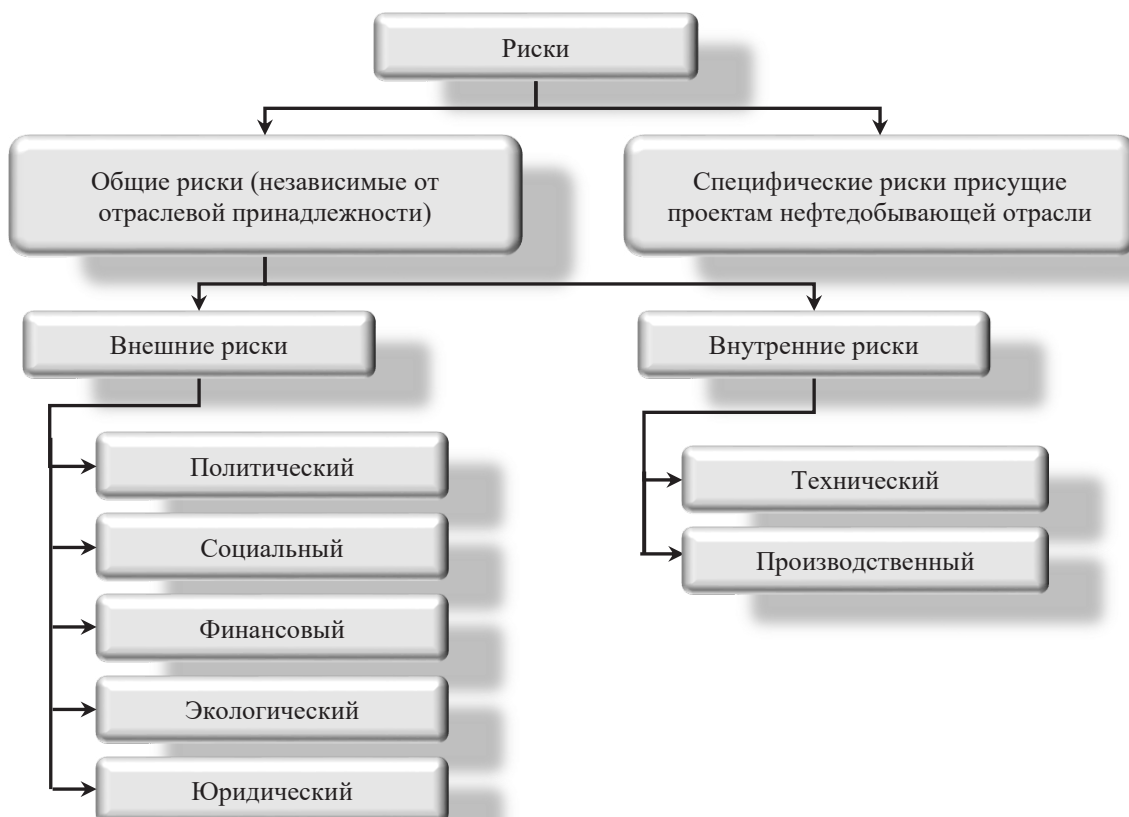 Риски
Общие риски (независимые от
отраслевой принадлежности)
Специфические риски присущие
проектам нефтедобывающей отрасли
Внешние риски
Внутренние риски
Политический
Социальный
Финансовый
Экологический
Юридический
Технический
Производственный